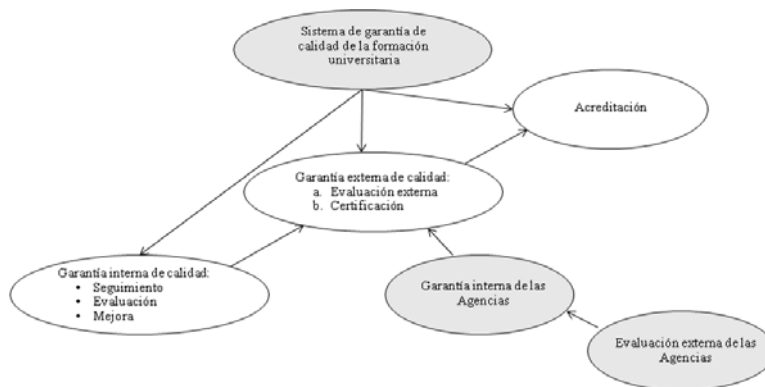 Sistema de garantía de
calidad de la formación
universitaria
Acreditación
Garantía externa de calidad:
a. Evaluación externa
b. Certificación
Garantía interna de calidad:
• Seguimiento
• Evaluación
• Mejora
Garantía interna de las
Agencias
Evaluación externa de las
Agencias